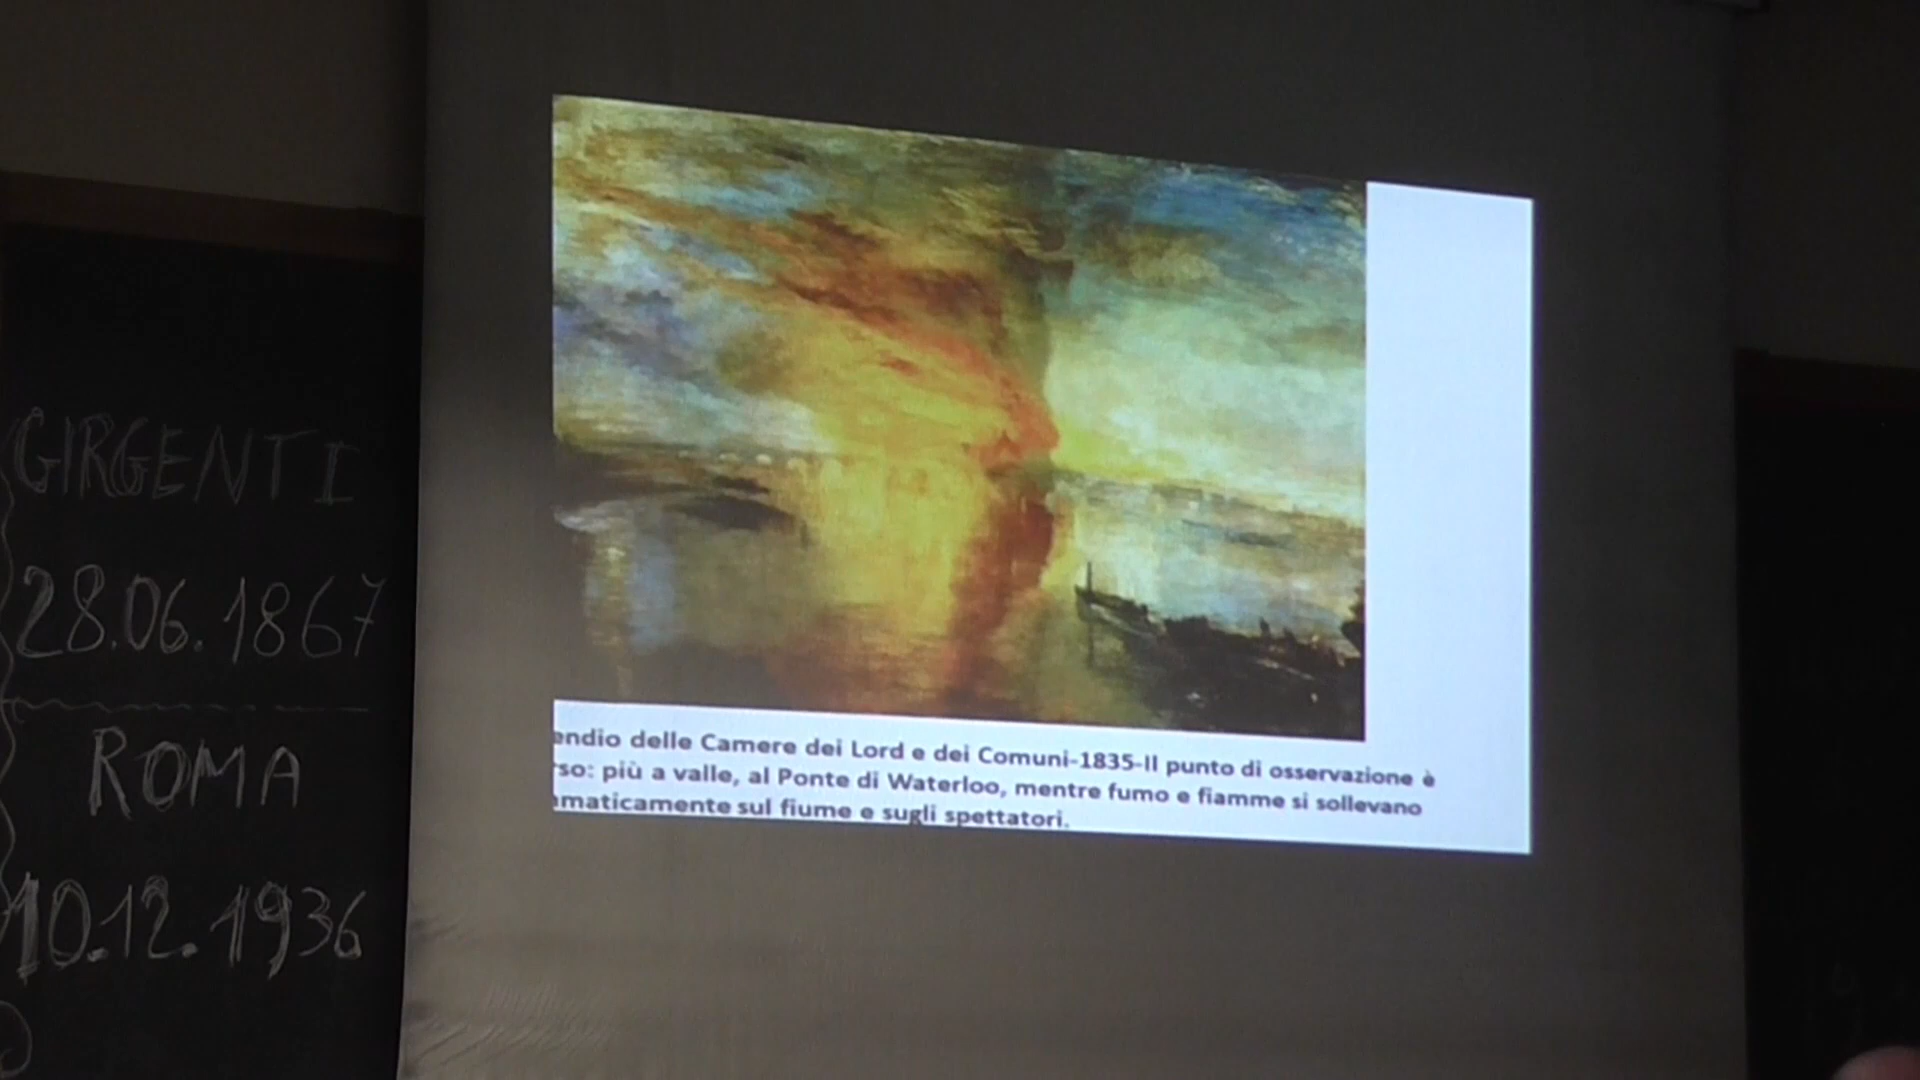 GIRGENTI
28.06.1867
ROMA
10.12.1936
endio delle Camere dei Lord e dei Comuni-1835-Il punto di osservazione è
rso: più a valle, al Ponte di Waterloo, mentre fumo e fiamme si sollevano
maticamente sul fiume e sugli spettatori.